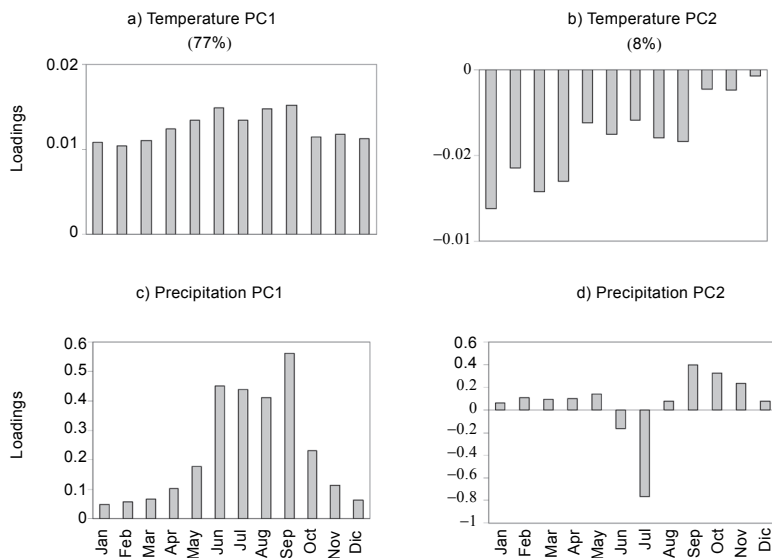 a) Temperature PC1
(77%)
0.02
0.01
0
Loadings
b) Temperature PC2
(8%)
0
−0.02
−0.01
c) Precipitation PC1
0.6
0.5
0.4
0.3
0.2
0.1
0
Loadings
Jan
Feb
Mar
Apr
May
Jun
Jul
Aug
Sep
Oct
Nov
Dic
d) Precipitation PC2
0.6
0.4
0.2
0
−0.2
−0.4
−0.6
−0.8
−1
Jan
Feb
Mar
Apr
May
Jun
Jul
Aug
Sep
Oct
Nov
Dic